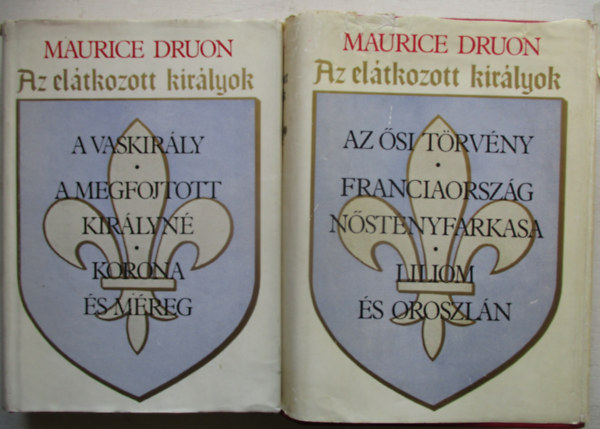 MAURICE DRUON
Az elátkozott királyok
A VASKIRÁLY
•
A MEGFOJTOTT
KIRÁLYNÉ
•
KORONA
ÉS MÉREG
MAURICE DRUON
Az elátkozott királyok
AZ ŐSI TÖRVÉNY
•
FRANCIAORSZÁG
NŐSTÉNYFARKASA
•
LILIOM
ÉS OROSZLÁN